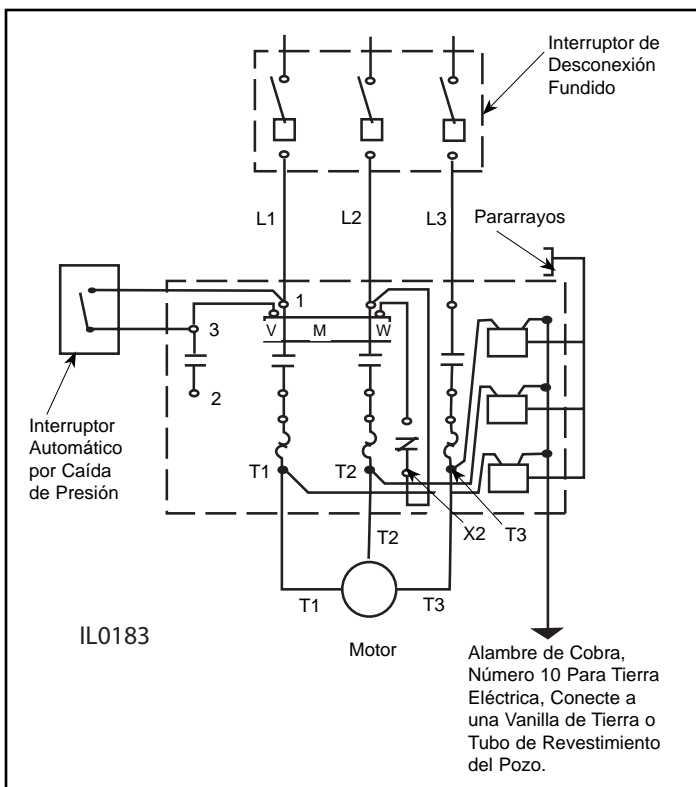 Interruptor de
Desconexión
Fundido
L1
L2
L3
Pararrayos
1
V
M
W
3
2
Interruptor
Automático
por Caída
de Presión
T1
T2
X2
T3
T2
T1
T3
IL0183
Motor
Alambre de Cobra,
Número 10 Para Tierra
Eléctrica, Conecte a
una Vanilla de Tierra o
Tubo de Revestimiento
del Pozo.